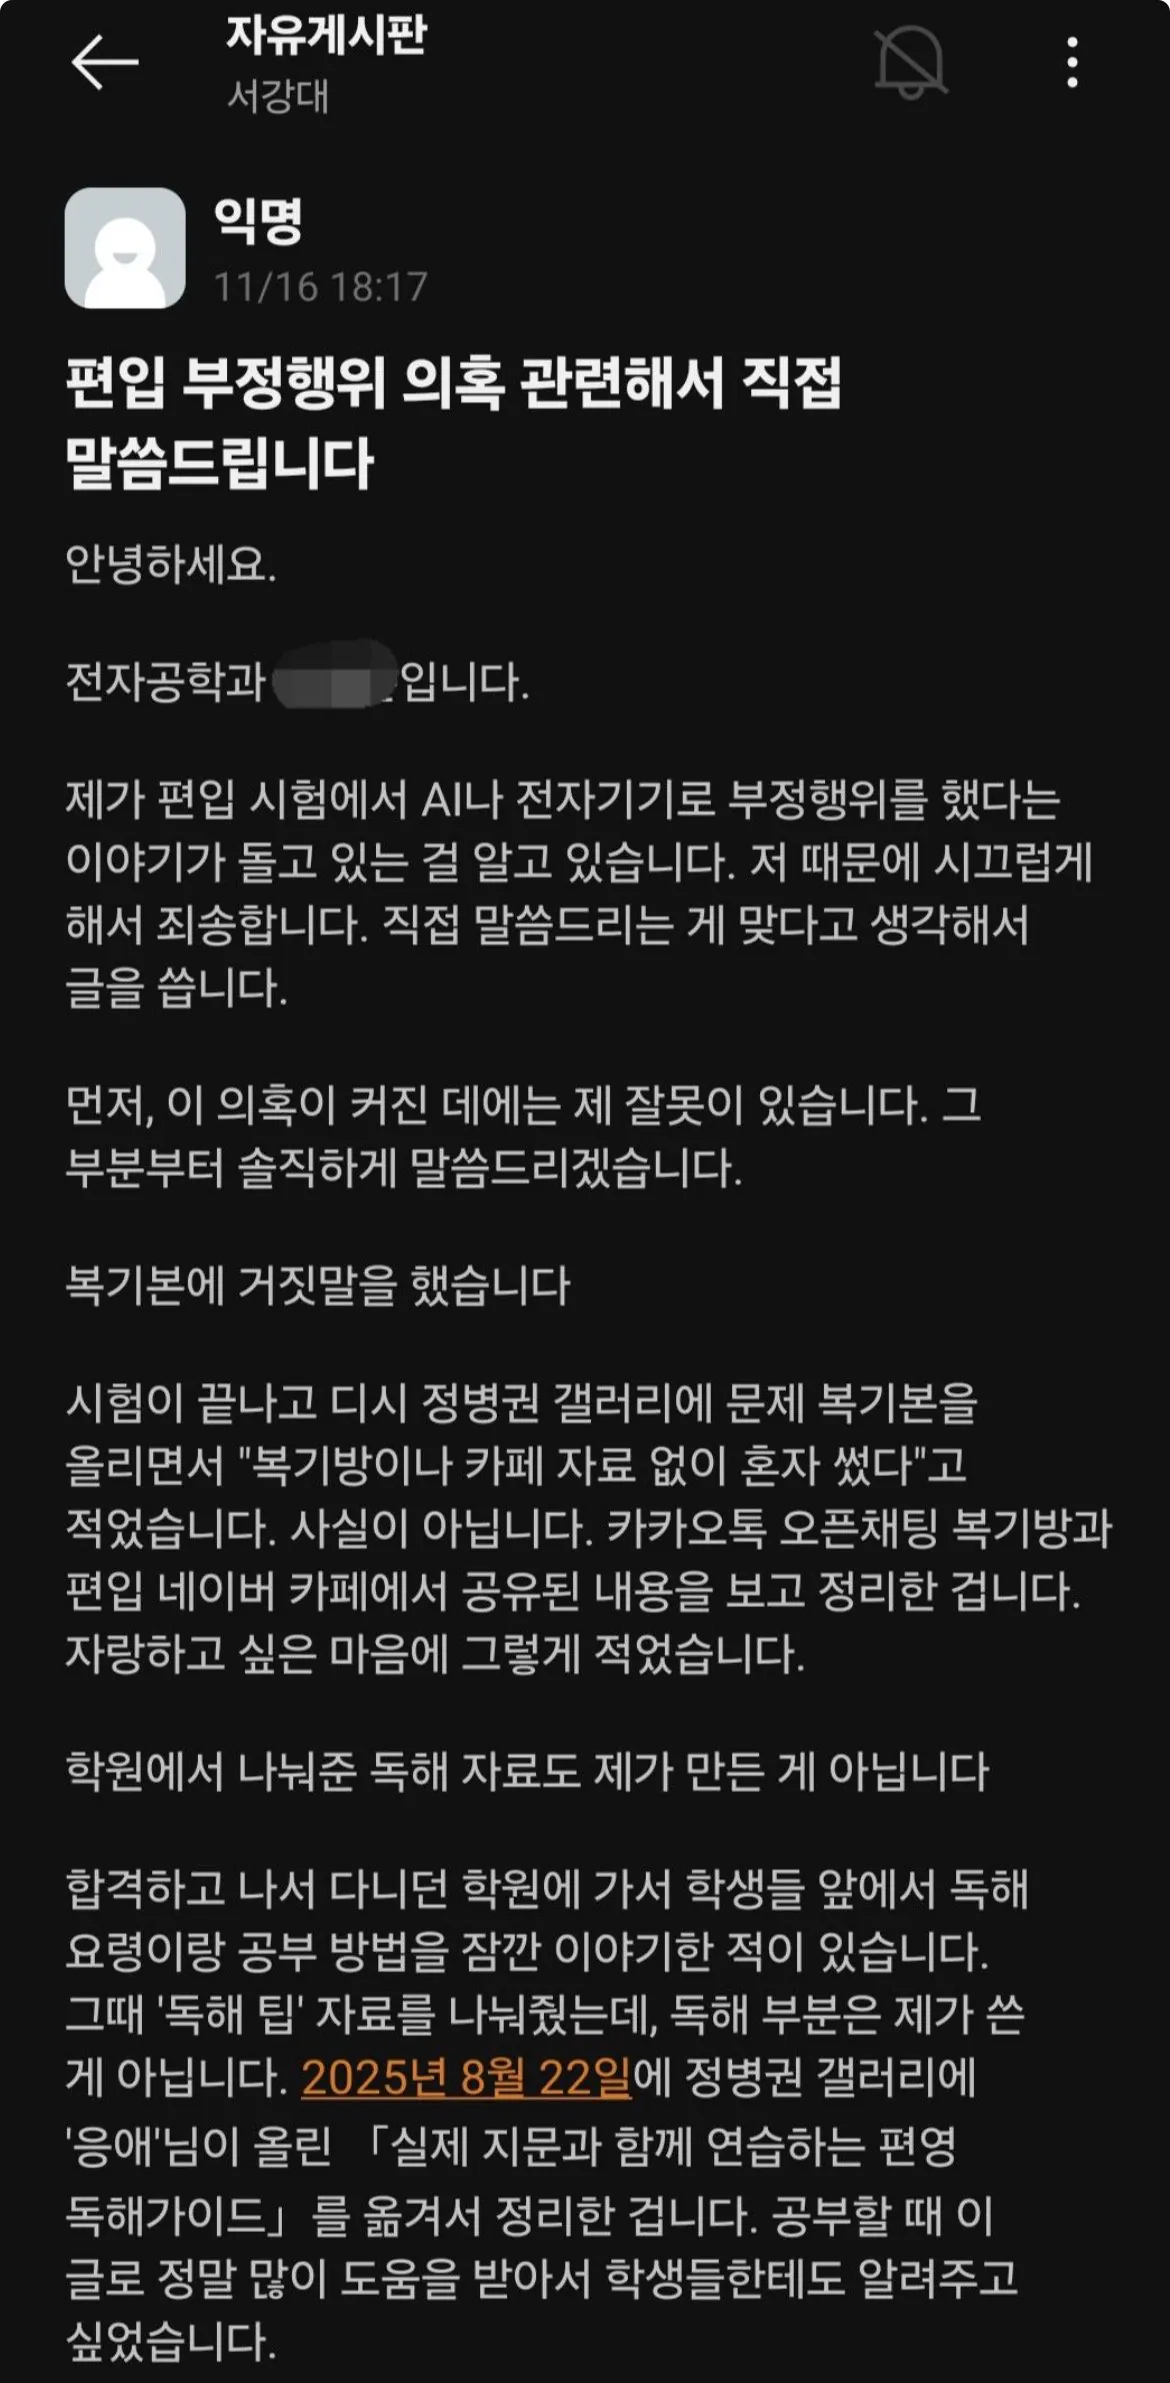 자유게시판
서강대
익명
11/16 18:17
편입 부정행위 의혹 관련해서 직접
말씀드립니다
안녕하세요.
전자공학과 입니다.
제가 편입 시험에서 AI나 전자기기로 부정행위를 했다는
이야기가 돌고 있는 걸 알고 있습니다. 저 때문에 시끄럽게
해서 죄송합니다. 직접 말씀드리는 게 맞다고 생각해서
글을 씁니다.
먼저, 이 의혹이 커진 데에는 제 잘못이 있습니다. 그
부분부터 솔직하게 말씀드리겠습니다.
복기본에 거짓말을 했습니다
시험이 끝나고 디시 정병권 갤러리에 문제 복기본을
올리면서 "복기방이나 카페 자료 없이 혼자 썼다"고
적었습니다. 사실이 아닙니다. 카카오톡 오픈채팅 복기방과
편입 네이버 카페에서 공유된 내용을 보고 정리한 겁니다.
자랑하고 싶은 마음에 그렇게 적었습니다.
학원에서 나눠준 독해 자료도 제가 만든 게 아닙니다
합격하고 나서 다니던 학원에 가서 학생들 앞에서 독해
요령이랑 공부 방법을 잠깐 이야기한 적이 있습니다.
그때 '독해 팁' 자료를 나눠줬는데, 독해 부분은 제가 쓴
게 아닙니다. 2025년 8월 22일에 정병권 갤러리에
'응애'님이 올린 「실제 지문과 함께 연습하는 편영
독해가이드」를 옮겨서 정리한 겁니다. 공부할 때 이
글로 정말 많이 도움을 받아서 학생들한테도 알려주고
싶었습니다.